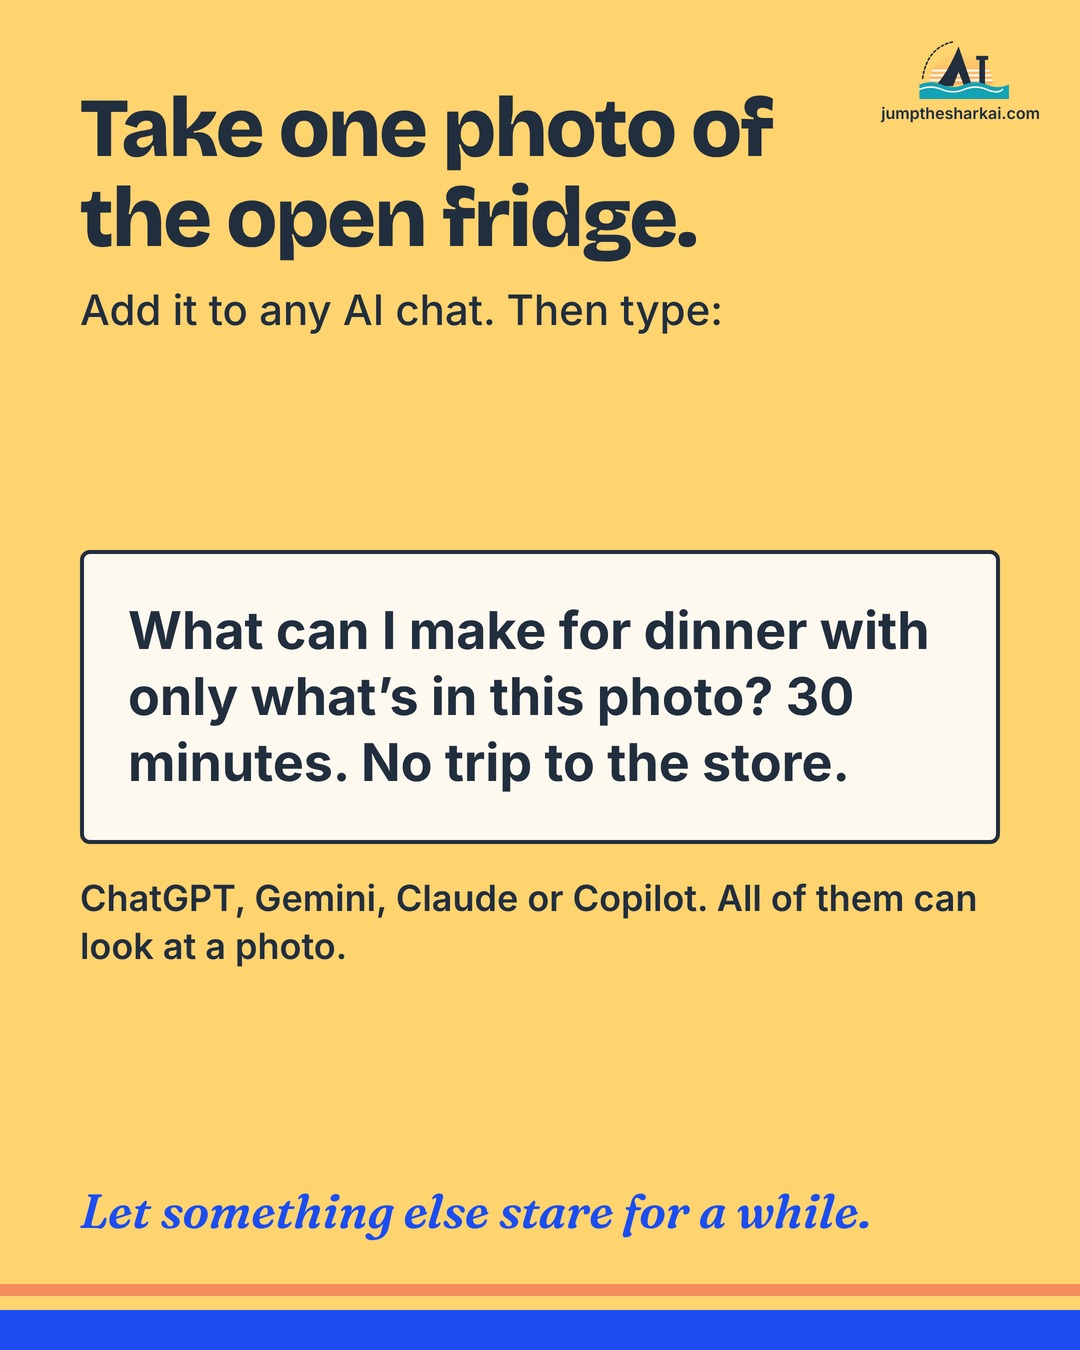 AI
jumpthesharkai.com
Take one photo of
the open fridge.
Add it to any AI chat. Then type:
What can I make for dinner with
only what’s in this photo? 30
minutes. No trip to the store.
ChatGPT, Gemini, Claude or Copilot. All of them can
look at a photo.
Let something else stare for a while.